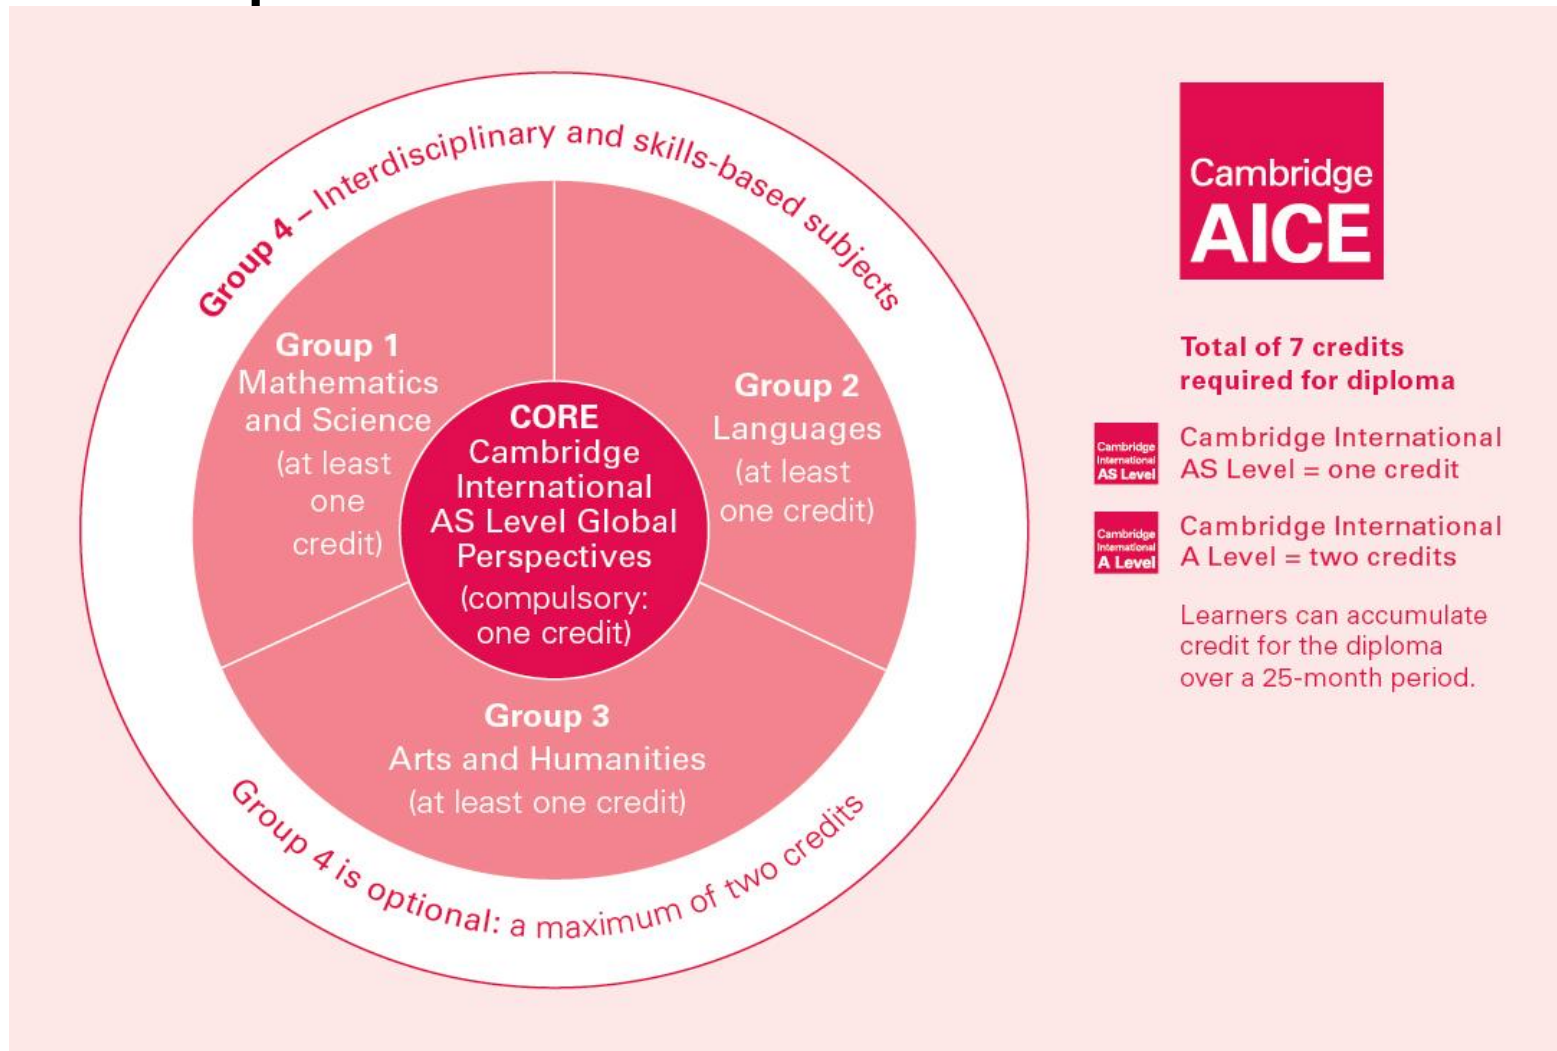 Group 4 – Interdisciplinary and skills-based subjects
Group 1
Mathematics
and Science
(at least
one
credit)
Group 2
Languages
(at least
one credit)
CORE
Cambridge
International
AS Level Global
Perspectives
(compulsory:
one credit)
Group 3
Arts and Humanities
(at least one credit)
Group 4 is optional: a maximum of two credits
Cambridge
AICE
Total of 7 credits
required for diploma
Cambridge
International
AS Level
Cambridge International
AS Level = one credit
Cambridge
International
A Level
Cambridge International
A Level = two credits
Learners can accumulate
credit for the diploma
over a 25-month period.